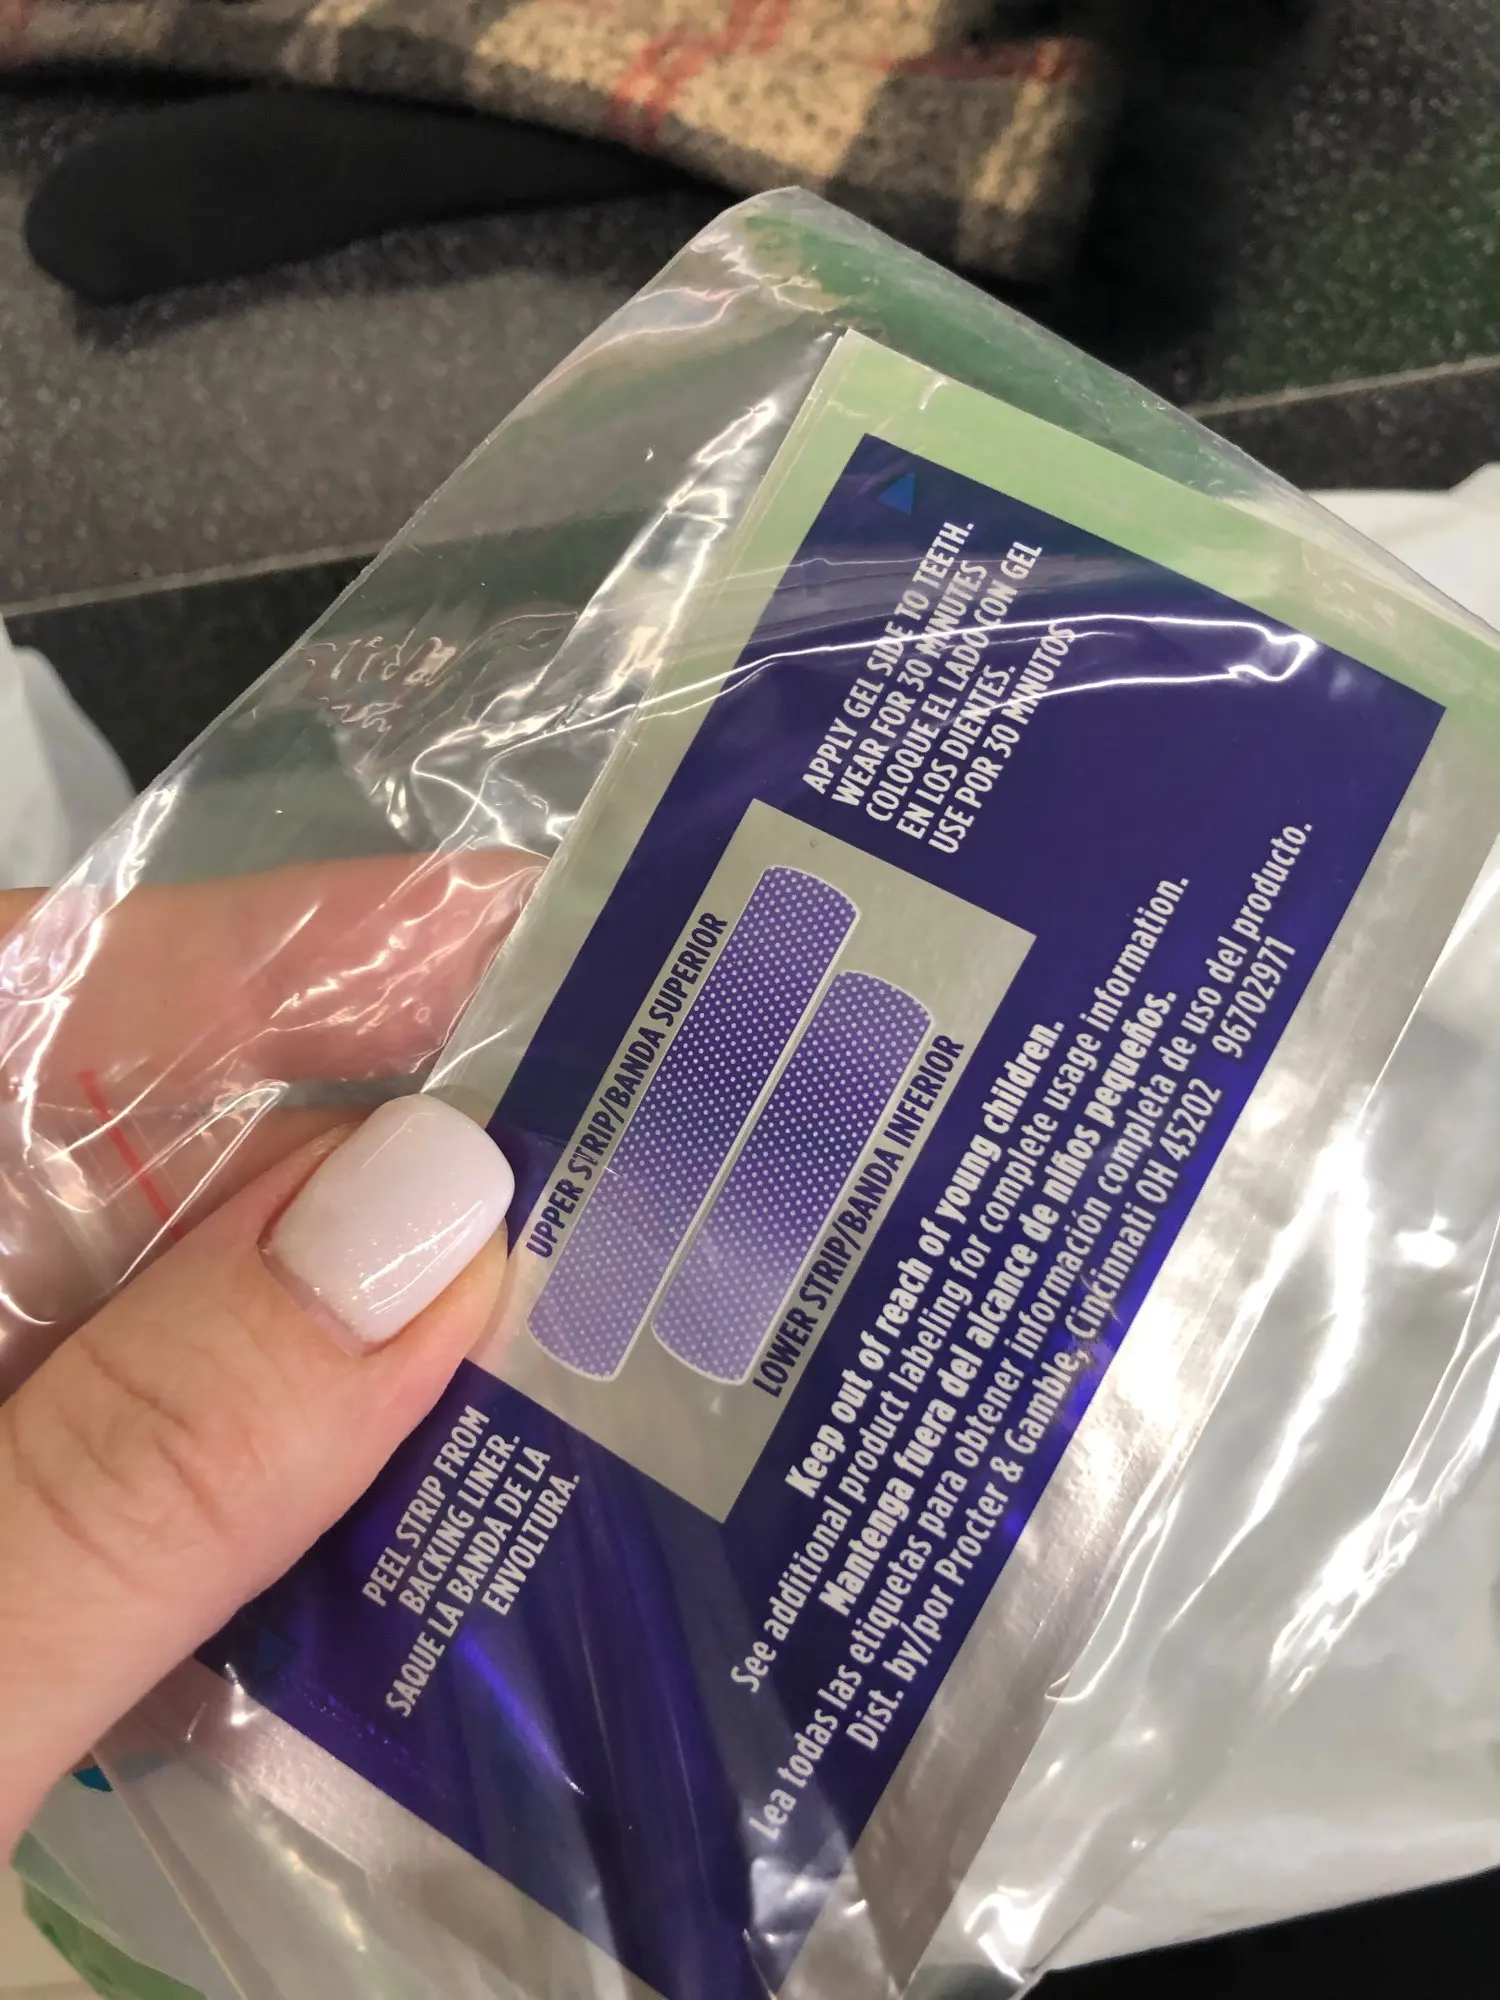 APPLY GEL SIDE TO TEETH.
WEAR FOR 30 MINUTES
COLOQUE EL LADO CON GEL
EN LOS DIENTES.
USE POR 30 MINUTOS
UPPER STRIP/BANDA SUPERIOR
LOWER STRIP/BANDA INFERIOR
PEEL STRIP FROM
BACKING LINER.
SAQUE LA BANDA DE LA
ENVOLTURA.
Keep out of reach of young children.
See additional product labeling for complete usage information.
Mantenga fuera del alcance de niños pequeños.
Lea todas las etiquetas para obtener información completa de uso del producto.
Dist. by/por Procter & Gamble, Cincinnati OH 45202 96702971